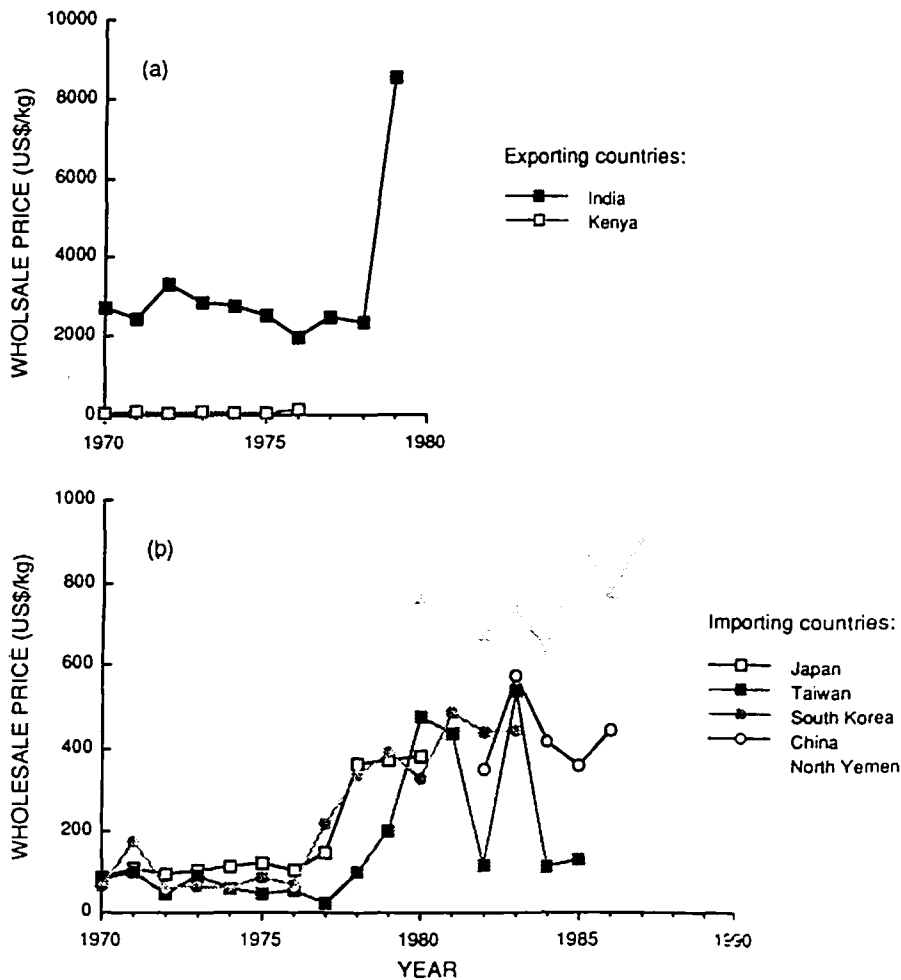 10000
(a)
8000
6000
4000
2000
0
1970
1975
1980
WHOLSALE PRICE (US$/kg)
Exporting countries:
India
Kenya
1000
(b)
800
600
400
200
0
1970
1975
1980
1985
1990
WHOLESALE PRICE (US$/kg)
YEAR
Importing countries:
Japan
Taiwan
South Korea
China
North Yemen